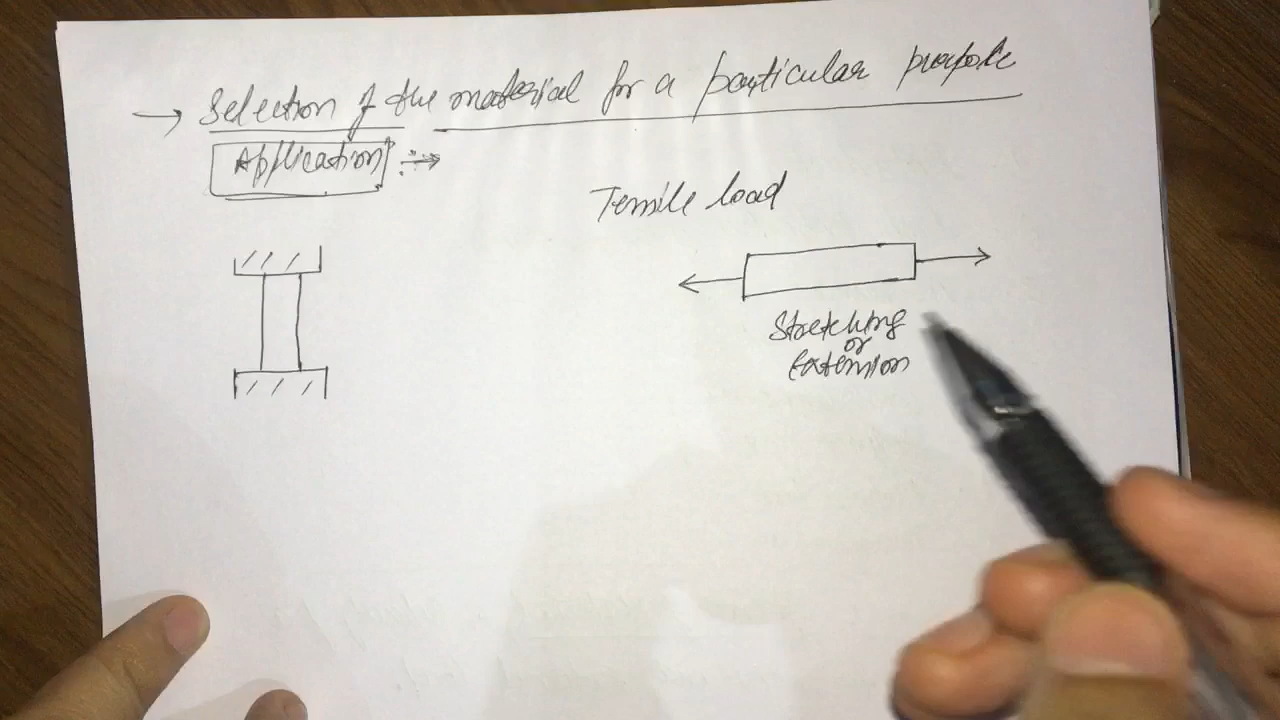 → Selection of the material for a particular purpose
Application :→
Tensile load
Stretching
or
Extension